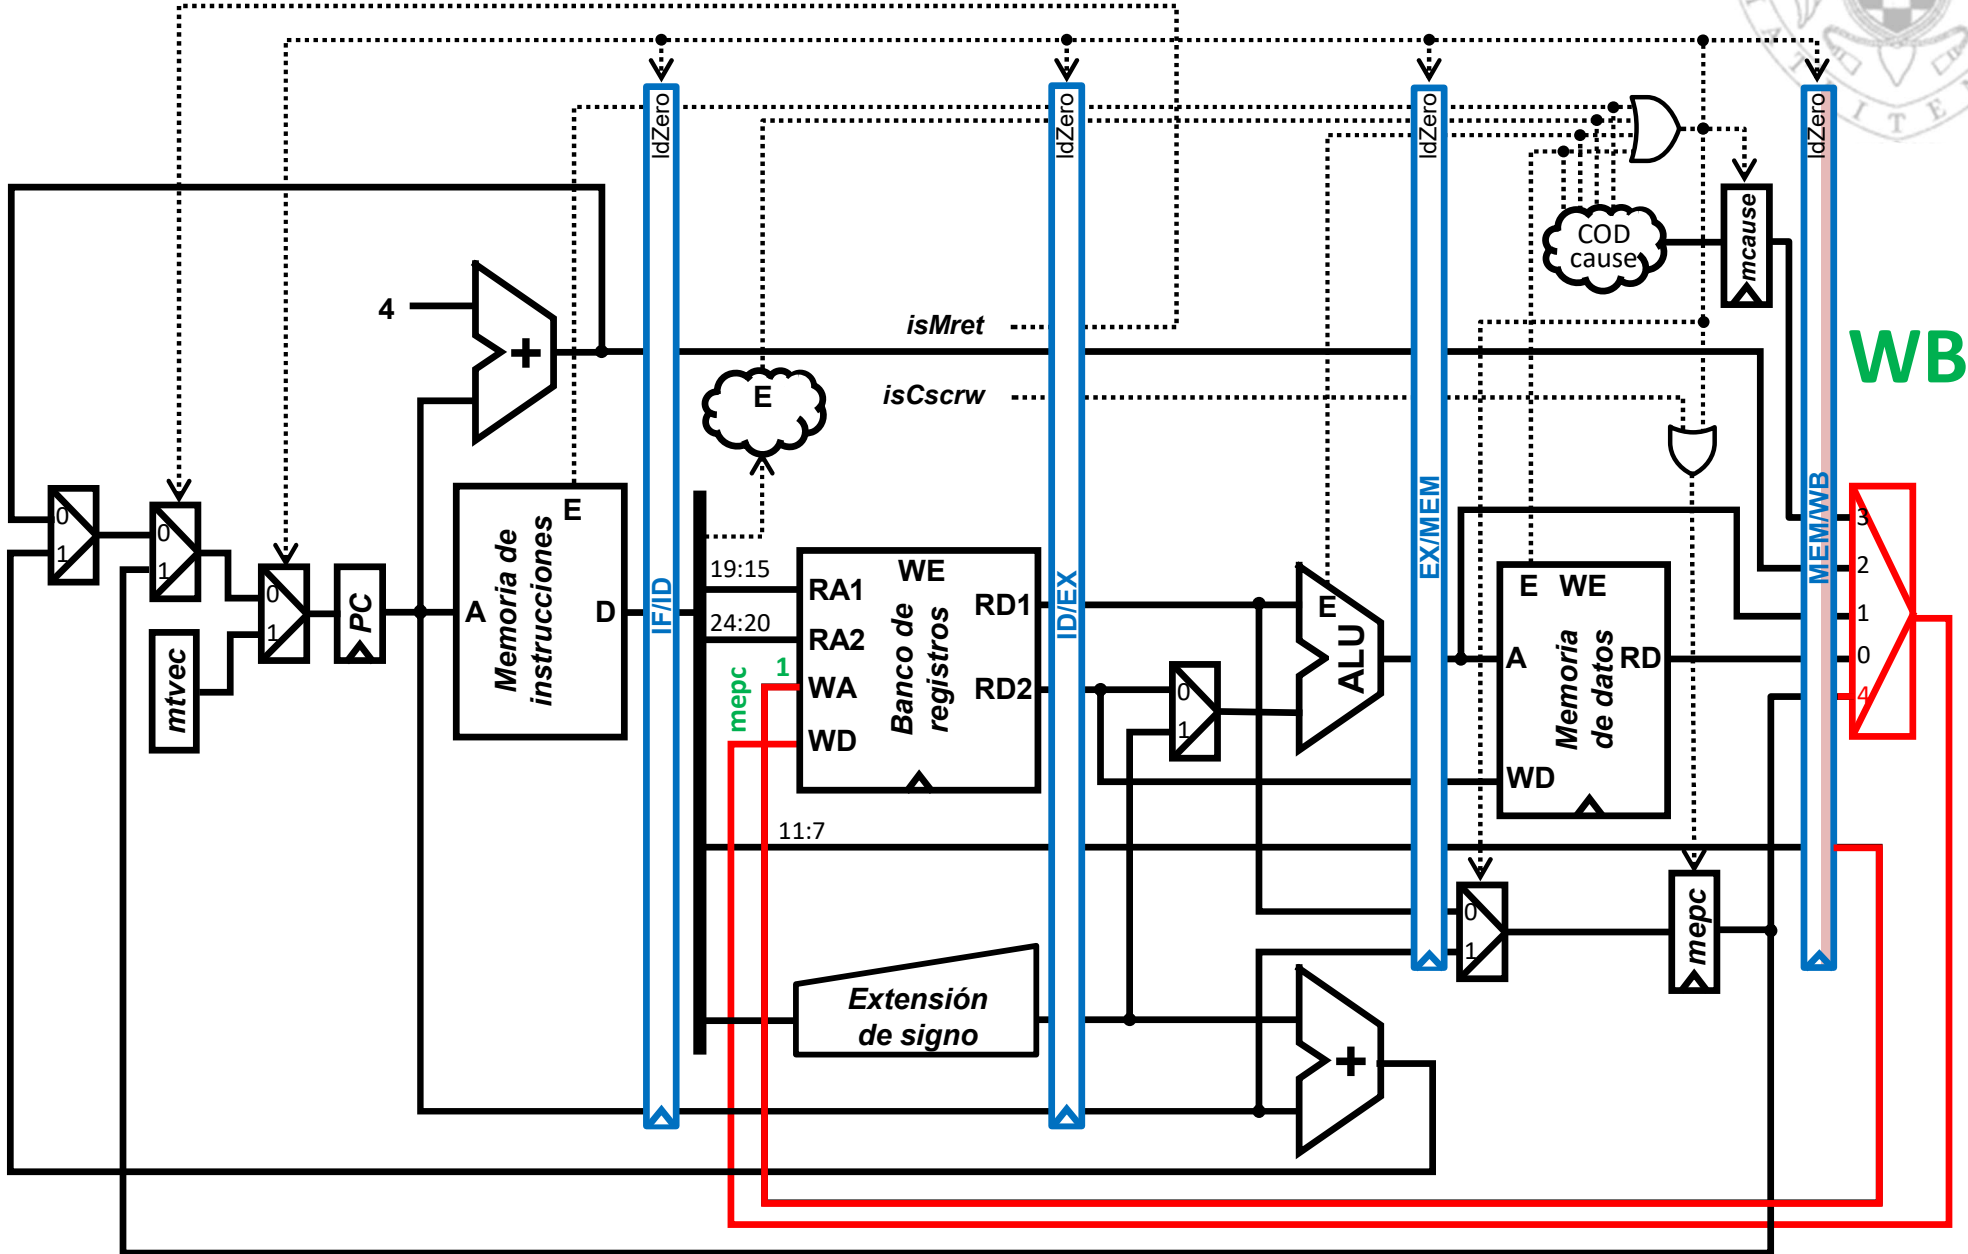 ldZero
ldZero
ldZero
ldZero
I T E
COD
cause
mcause
4
+
isMret
WB
E
isCscrw
0
1
0
1
0
1
mtvec
PC
E
Memoria de
instrucciones
A
D
IF/ID
19:15
24:20
1
mepc
11:7
WE
RA1
RA2
WA
WD
Banco de
registros
RD1
RD2
ID/EX
0
1
E
ALU
EX/MEM
E WE
A
RD
Memoria
de datos
WD
MEM/WB
3
2
1
0
4
0
1
mepc
Extensión
de signo
+